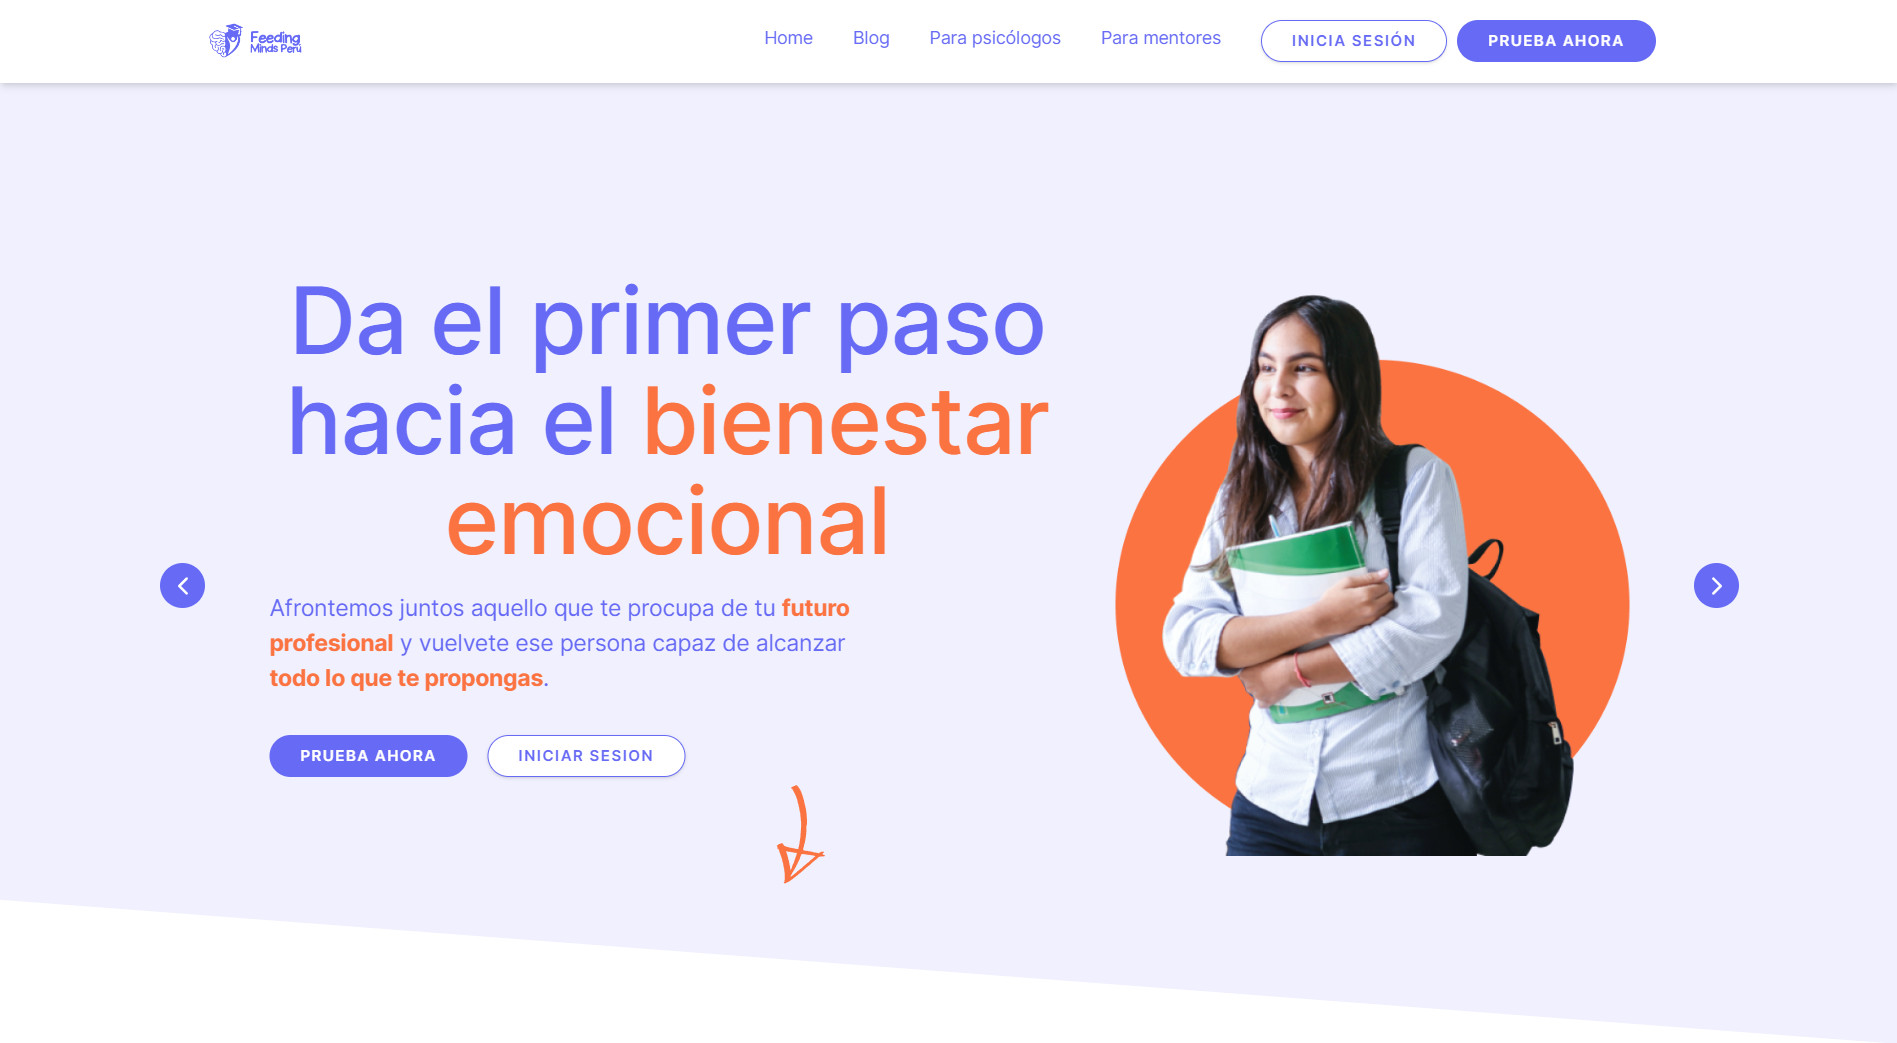 Feeding
Minds Perú
Home
Blog
Para psicólogos
Para mentores
INICIA SESIÓN
PRUEBA AHORA
Da el primer paso
hacia el bienestar
emocional
Afrontemos juntos aquello que te procupa de tu futuro
profesional y vuelvete ese persona capaz de alcanzar
todo lo que te propongas.
PRUEBA AHORA
INICIAR SESION